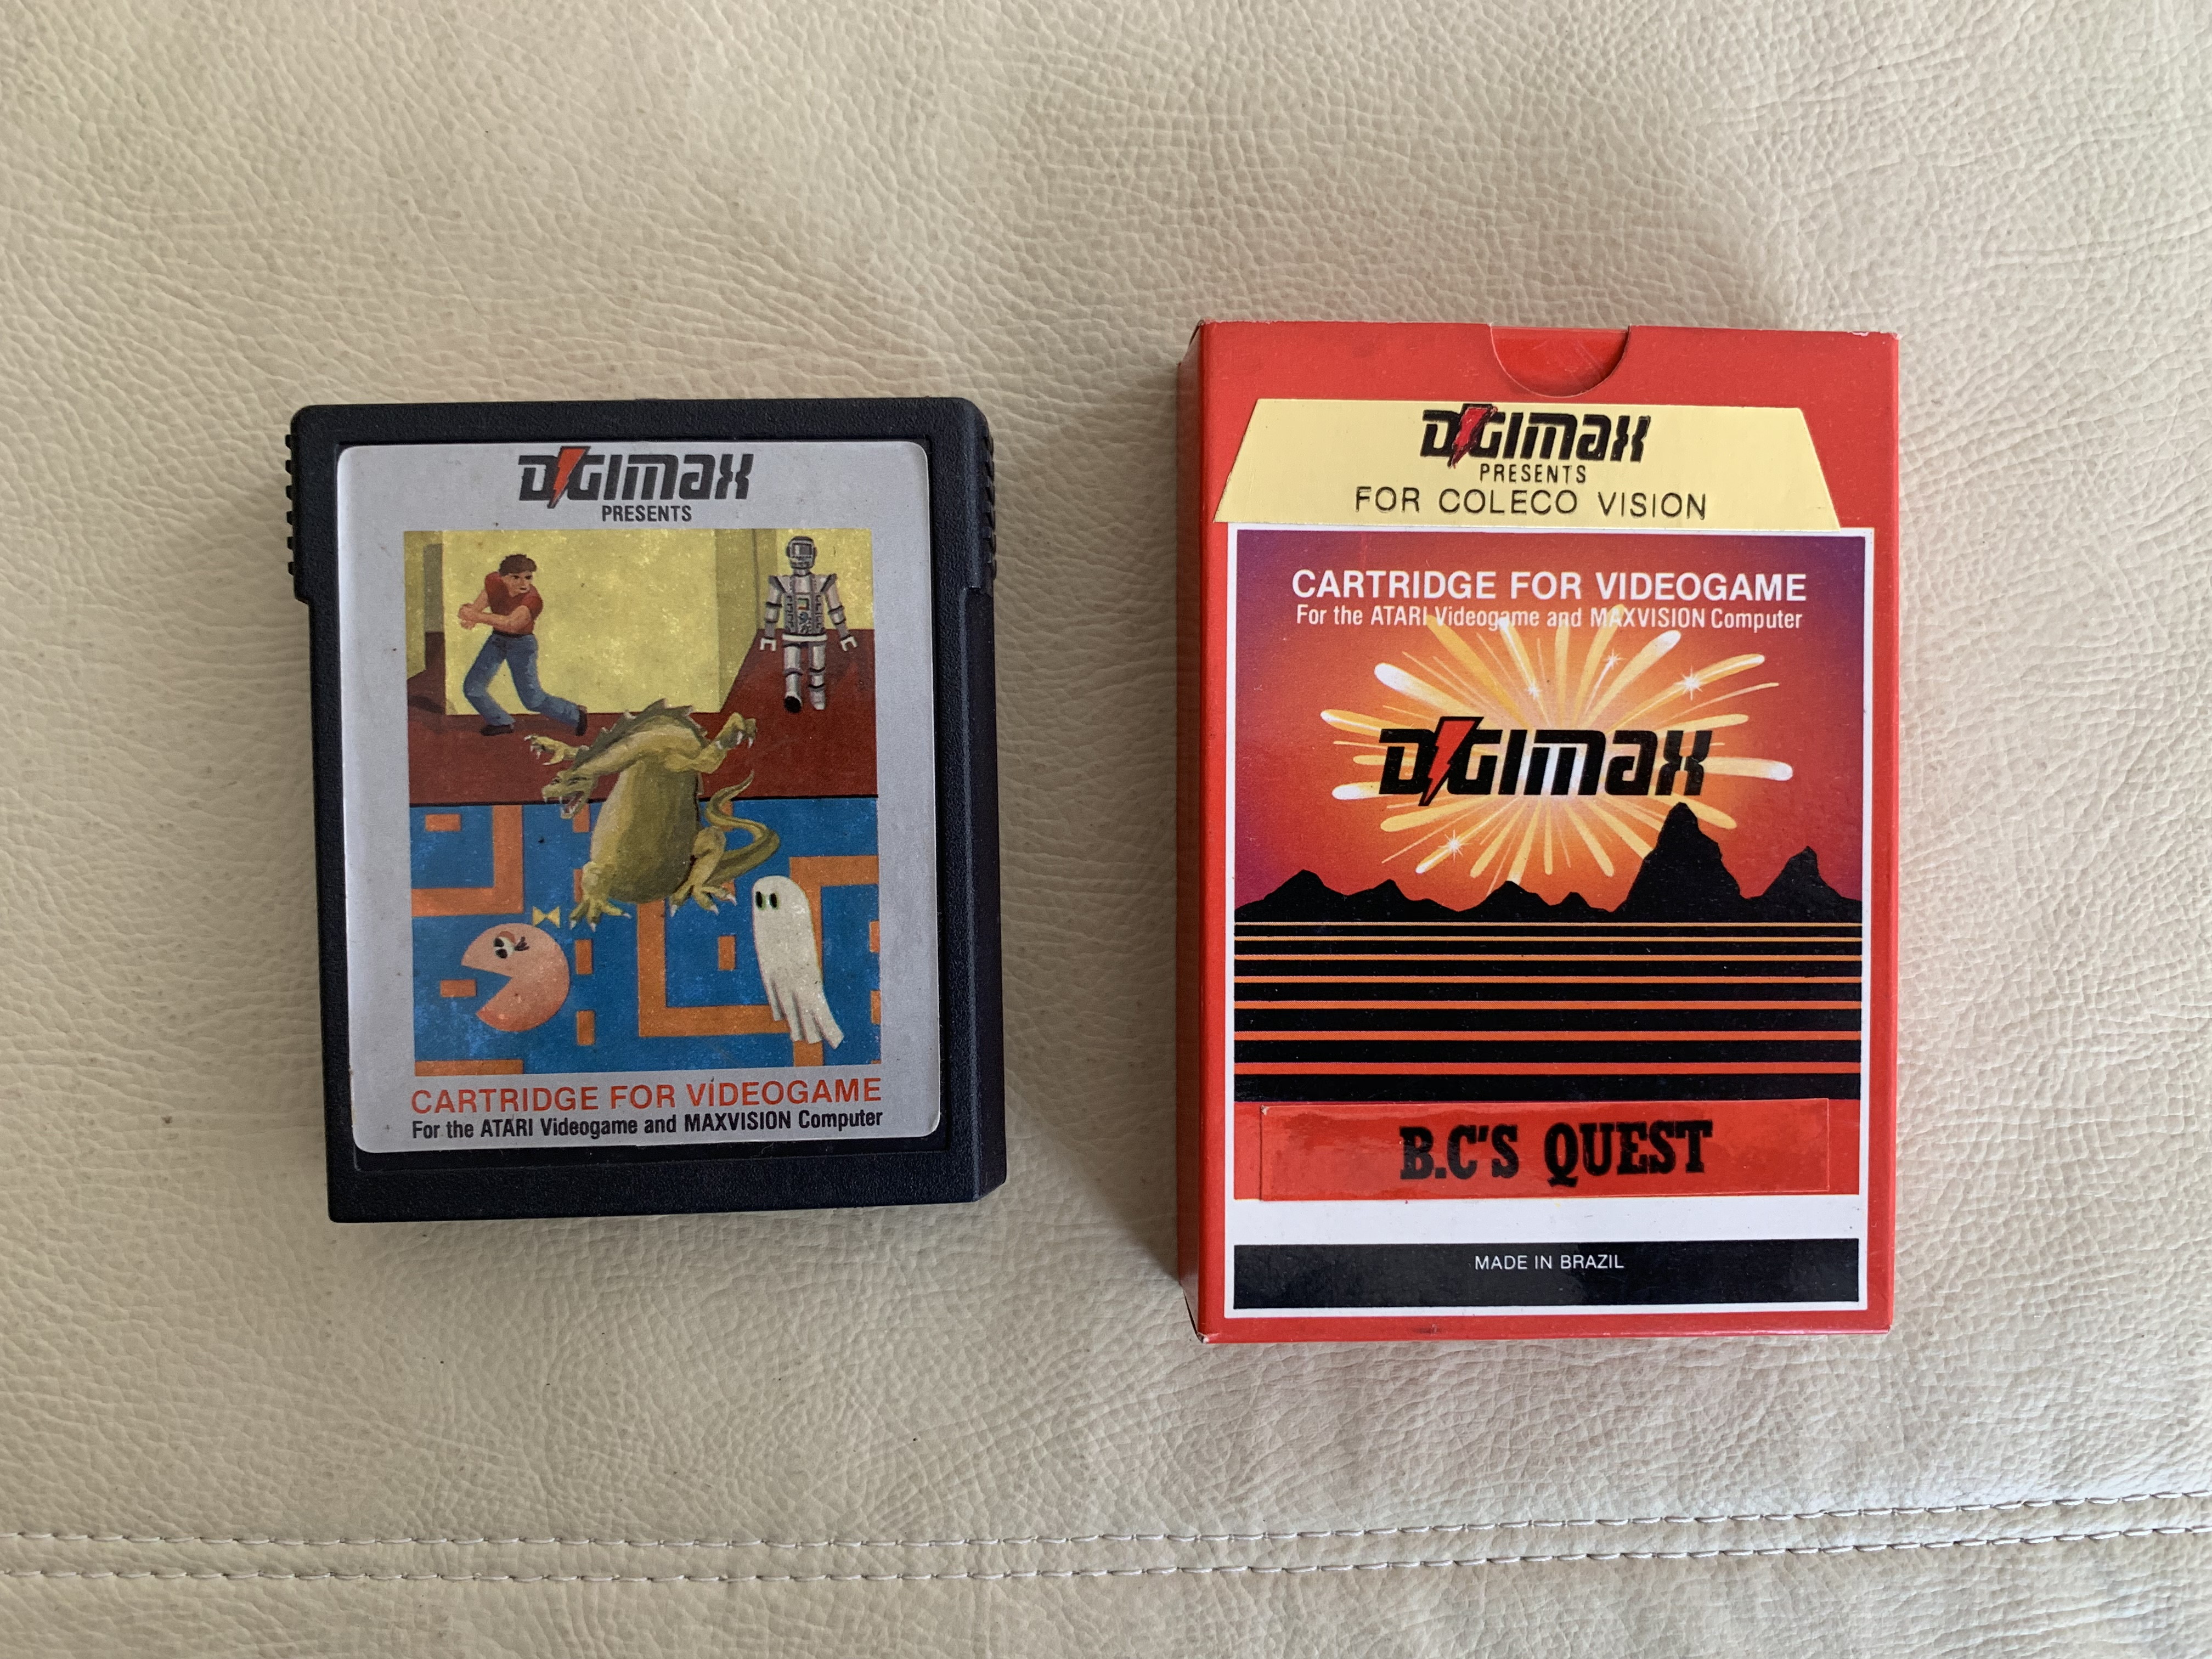 DIGIMAX
PRESENTS
CARTRIDGE FOR VÍDEOGAME
For the ATARI Videogame and MAXVISION Computer
DIGIMAX
PRESENTS
FOR COLECO VISION
CARTRIDGE FOR VIDEOGAME
For the ATARI Videogame and MAXVISION Computer
DIGIMAX
B.C'S QUEST
MADE IN BRAZIL